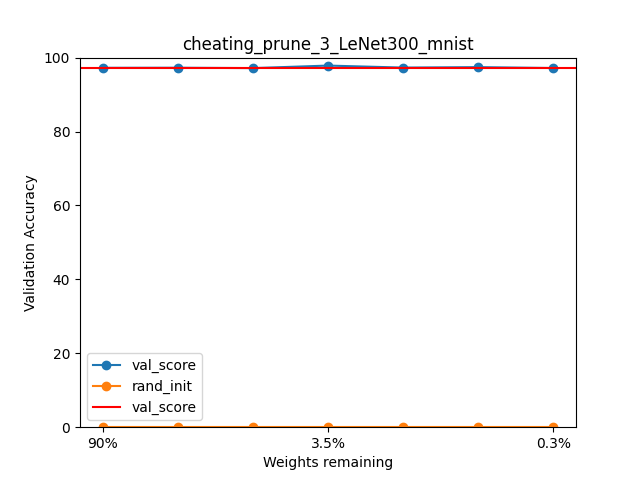 cheating_prune_3_LeNet300_mnist
100
80
60
40
20
0
Validation Accuracy
val_score
rand_init
val_score
90%
3.5%
0.3%
Weights remaining